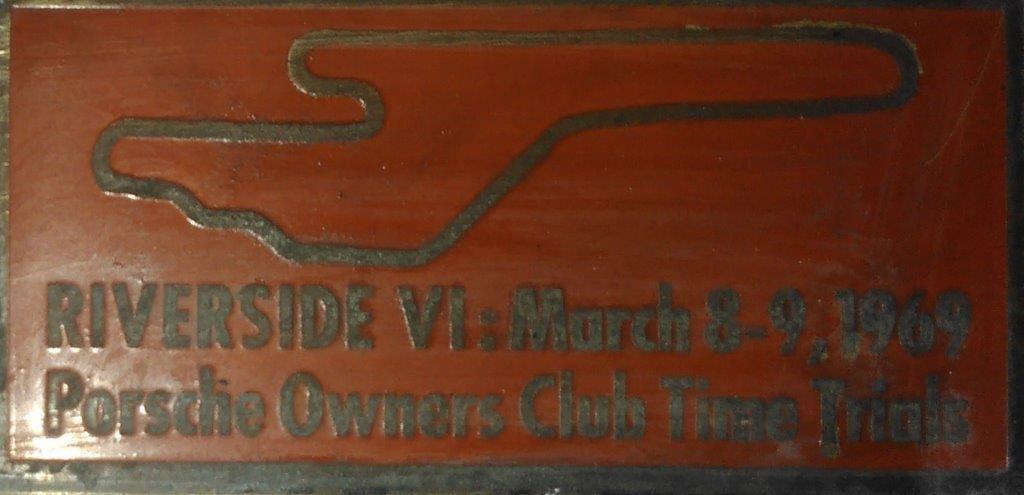 RIVERSIDE VI: March 8-9, 1969
Porsche Owners Club Time Trials